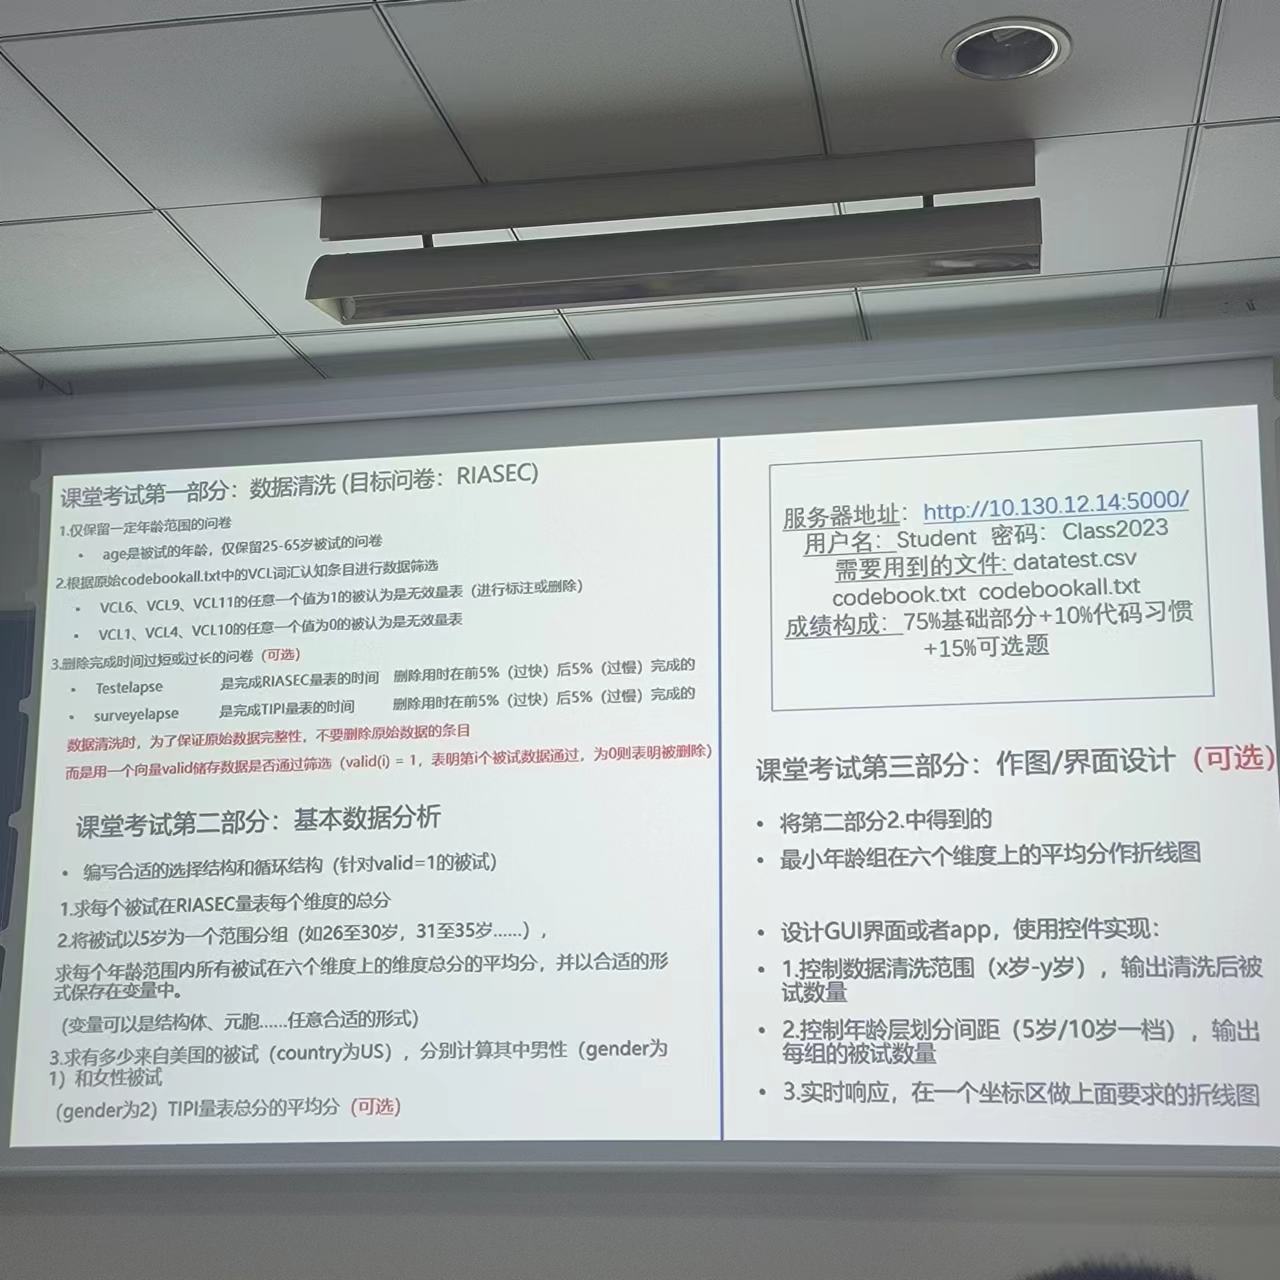 课堂考试第一部分：数据清洗 (目标问卷：RIASEC)
1.仅保留一定年龄范围的问卷
• age是被试的年龄，仅保留25-65岁被试的问卷
2.根据原始codebookall.txt中的VCL词汇认知条目进行数据筛选
• VCL6、VCL9、VCL11的任意一个值为1的被认为是无效量表（进行标注或删除）
• VCL1、VCL4、VCL10的任意一个值为0的被认为是无效量表
3.删除完成时间过短或过长的问卷（可选）
• Testelapse 是完成RIASEC量表的时间 删除用时在前5%（过快）后5%（过慢）完成的
• surveyelapse 是完成TIPI量表的时间 删除用时在前5%（过快）后5%（过慢）完成的
数据清洗时，为了保证原始数据完整性，不要删除原始数据的条目
而是用一个向量valid储存数据是否通过筛选（valid(i) = 1，表明第i个被试数据通过，为0则表明被删除）
课堂考试第二部分：基本数据分析
• 编写合适的选择结构和循环结构（针对valid=1的被试）
1.求每个被试在RIASEC量表每个维度的总分
2.将被试以5岁为一个范围分组（如26至30岁，31至35岁……），
求每个年龄范围内所有被试在六个维度上的维度总分的平均分，并以合适的形
式保存在变量中。
（变量可以是结构体、元胞……任意合适的形式）
3.求有多少来自美国的被试（country为US），分别计算其中男性（gender为
1）和女性被试
（gender为2）TIPI量表总分的平均分（可选）
服务器地址：http://10.130.12.14:5000/
用户名：Student 密码：Class2023
需要用到的文件: datatest.csv
codebook.txt codebookall.txt
成绩构成：75%基础部分+10%代码习惯
+15%可选题
课堂考试第三部分：作图/界面设计（可选）
• 将第二部分2.中得到的
• 最小年龄组在六个维度上的平均分作折线图
• 设计GUI界面或者app，使用控件实现：
• 1.控制数据清洗范围（x岁-y岁），输出清洗后被
试数量
• 2.控制年龄层划分间距（5岁/10岁一档），输出
每组的被试数量
• 3.实时响应，在一个坐标区做上面要求的折线图